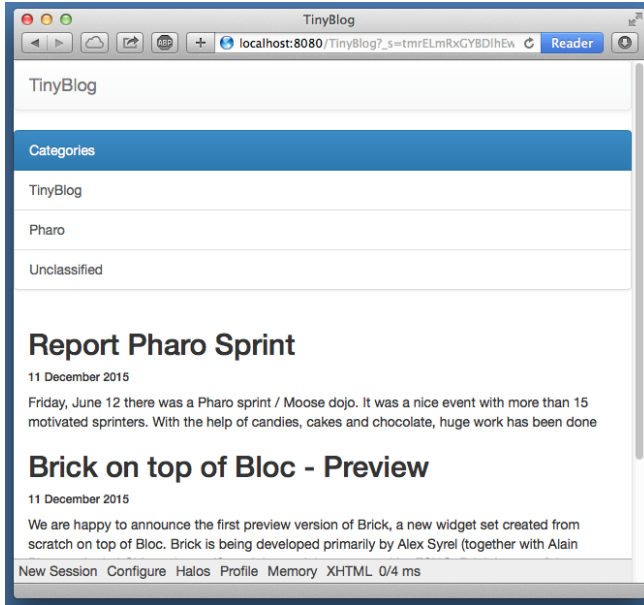 TinyBlog
ABP
localhost:8080/TinyBlog?_s=tmrELmRxGYBDlhEw
Reader
TinyBlog
Categories
TinyBlog
Pharo
Unclassified
Report Pharo Sprint
11 December 2015
Friday, June 12 there was a Pharo sprint / Moose dojo. It was a nice event with more than 15
motivated sprinters. With the help of candies, cakes and chocolate, huge work has been done
Brick on top of Bloc - Preview
11 December 2015
We are happy to announce the first preview version of Brick, a new widget set created from
scratch on top of Bloc. Brick is being developed primarily by Alex Syrel (together with Alain
New Session Configure Halos Profile Memory XHTML 0/4 ms